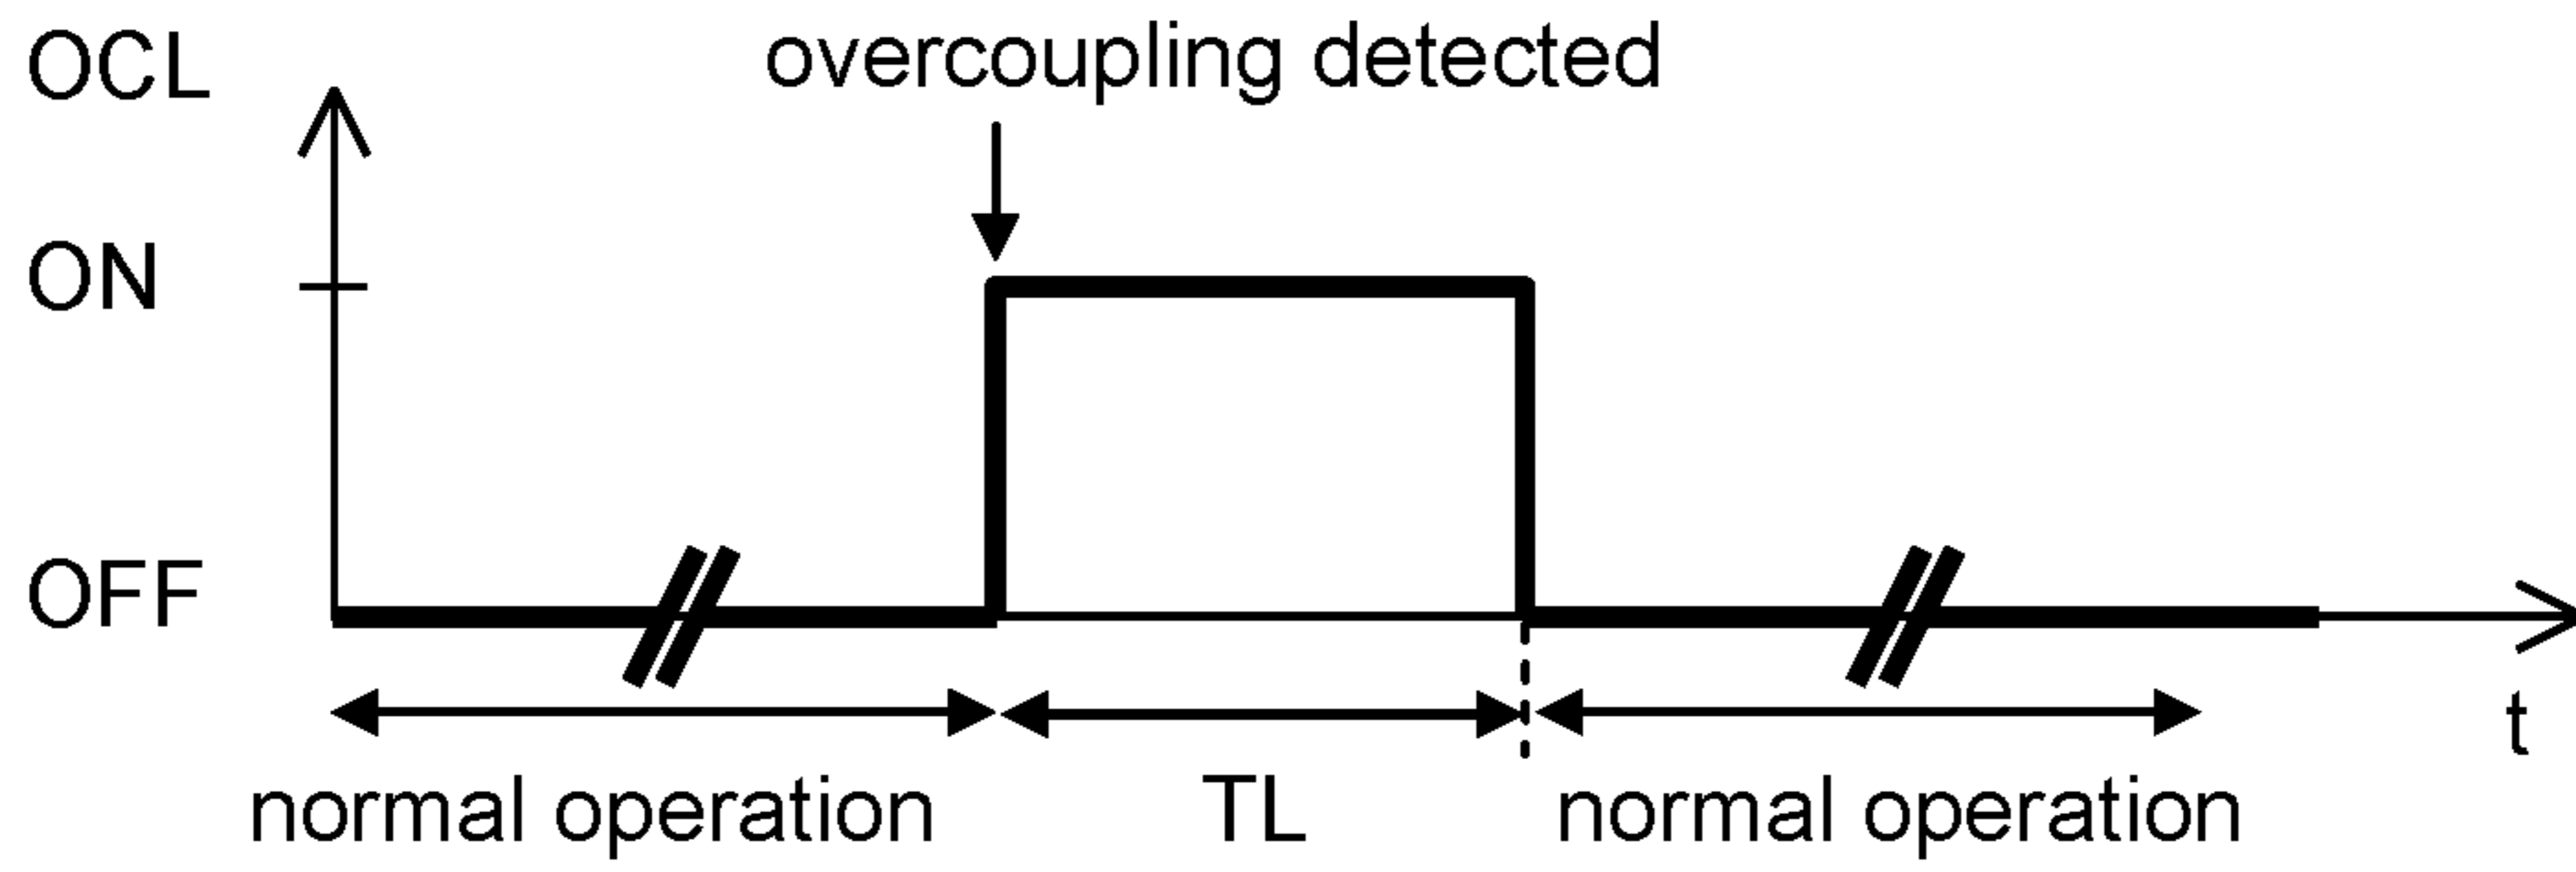 OCL
overcoupling detected
ON
OFF
t
normal operation
TL
normal operation